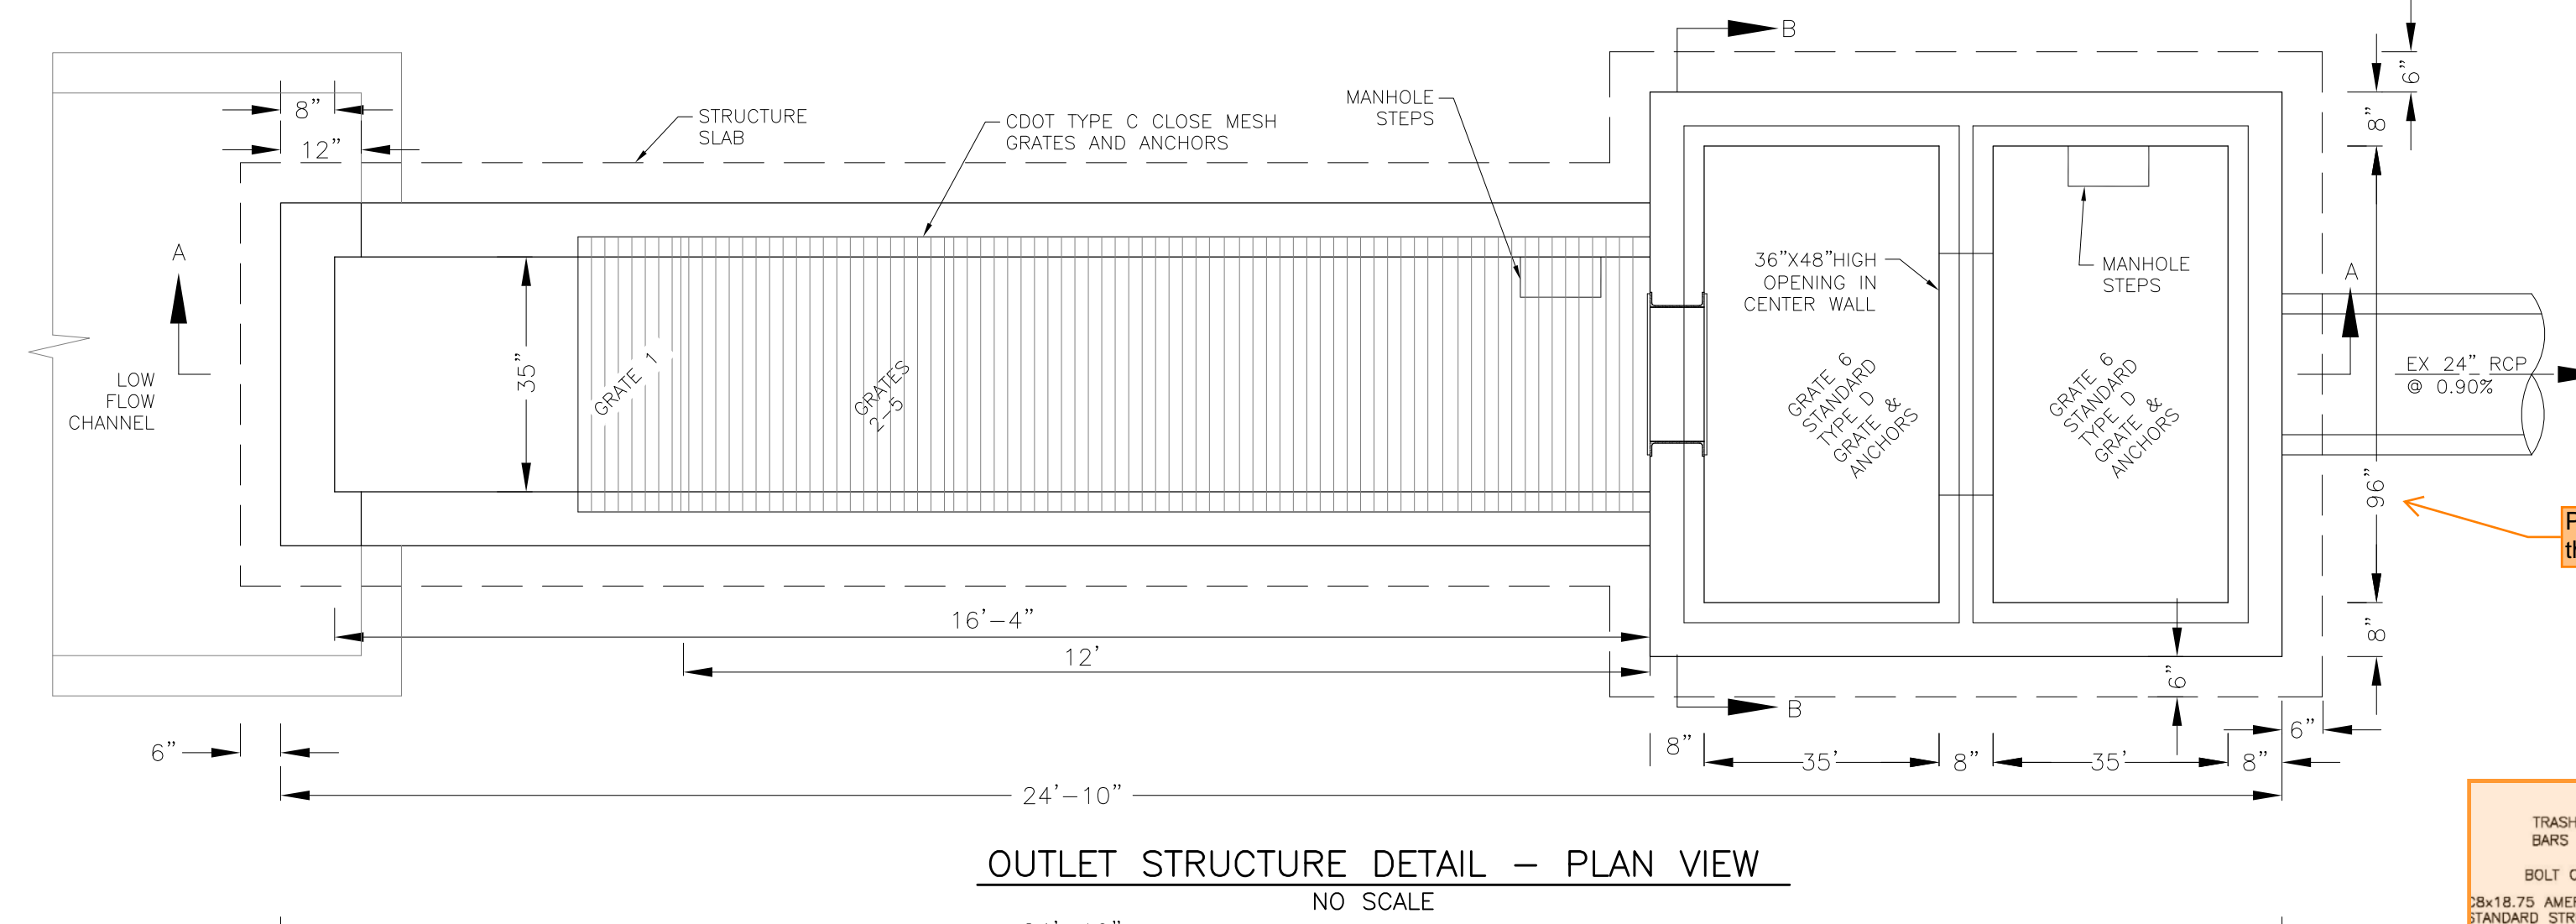 B
6"
8"
8"
12"
STRUCTURE
SLAB
CDOT TYPE C CLOSE MESH
GRATES AND ANCHORS
MANHOLE
STEPS
A
LOW
FLOW
CHANNEL
35"
GRATE 1
GRATES
2-5
36"X48"HIGH
OPENING IN
CENTER WALL
MANHOLE
STEPS
GRATE 6
STANDARD
TYPE D
GRATE &
ANCHORS
GRATE 6
STANDARD
TYPE D
GRATE &
ANCHORS
A
EX 24" RCP
@ 0.90%
96"
16'-4"
12'
8"
6"
B
6"
6"
8"
35'
8"
35'
8"
24'-10"
OUTLET STRUCTURE DETAIL – PLAN VIEW
NO SCALE
TRASH
BARS
BOLT
C8x18.75